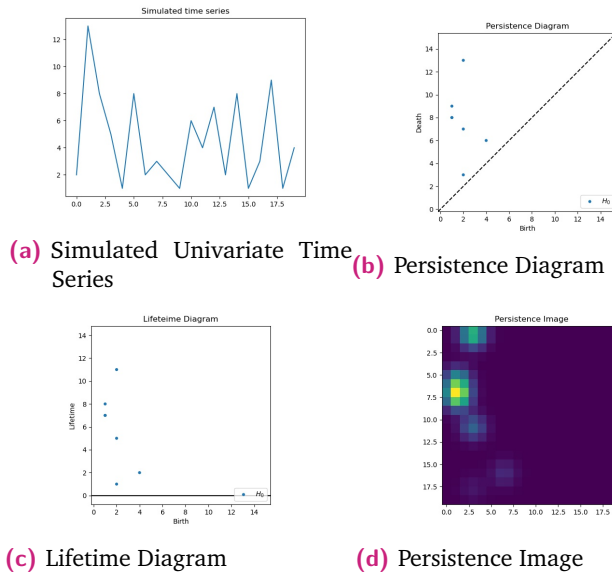 Simulated time series
12
10
8
6
4
2
0.0 2.5 5.0 7.5 10.0 12.5 15.0 17.5
(a) Simulated Univariate Time
Series
Persistence Diagram
14
12
10
8
6
4
2
0
Death
0 2 4 6 8 10 12 14
Birth
H₀
(b) Persistence Diagram
Lifeteime Diagram
14
12
10
8
6
4
2
0
Lifetime
0 2 4 6 8 10 12 14
Birth
H₀
(c) Lifetime Diagram
Persistence Image
0.0
2.5
5.0
7.5
10.0
12.5
15.0
17.5
0.0 2.5 5.0 7.5 10.0 12.5 15.0 17.5
(d) Persistence Image